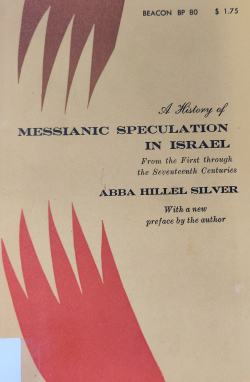 BEACON BP 80 $ 1.75
A History of
MESSIANIC SPECULATION
IN ISRAEL
From the First through
the Seventeenth Centuries
ABBA HILLEL SILVER
With a new
preface by the author